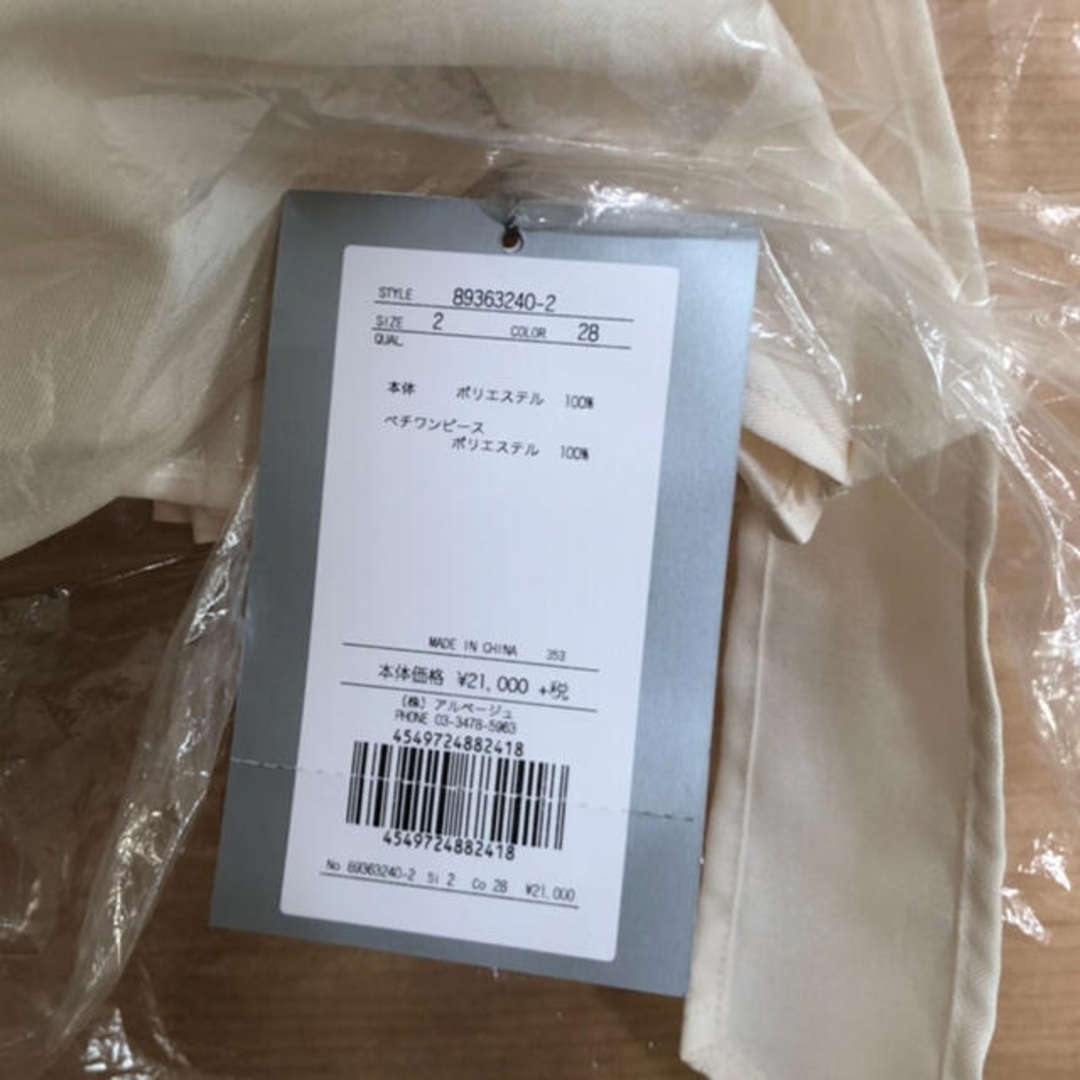 STYLE 89363240-2
SIZE 2 COLOR 28
QUAL.
本体 ポリエステル 100%
ペチワンピース
ポリエステル 100%
MADE IN CHINA 353
本体価格 ¥21,000 +税
(株) アルページュ
PHONE 03-3478-5963
4549724882418
4549724882418
No 89363240-2 Si 2 Co 28 ¥21,000